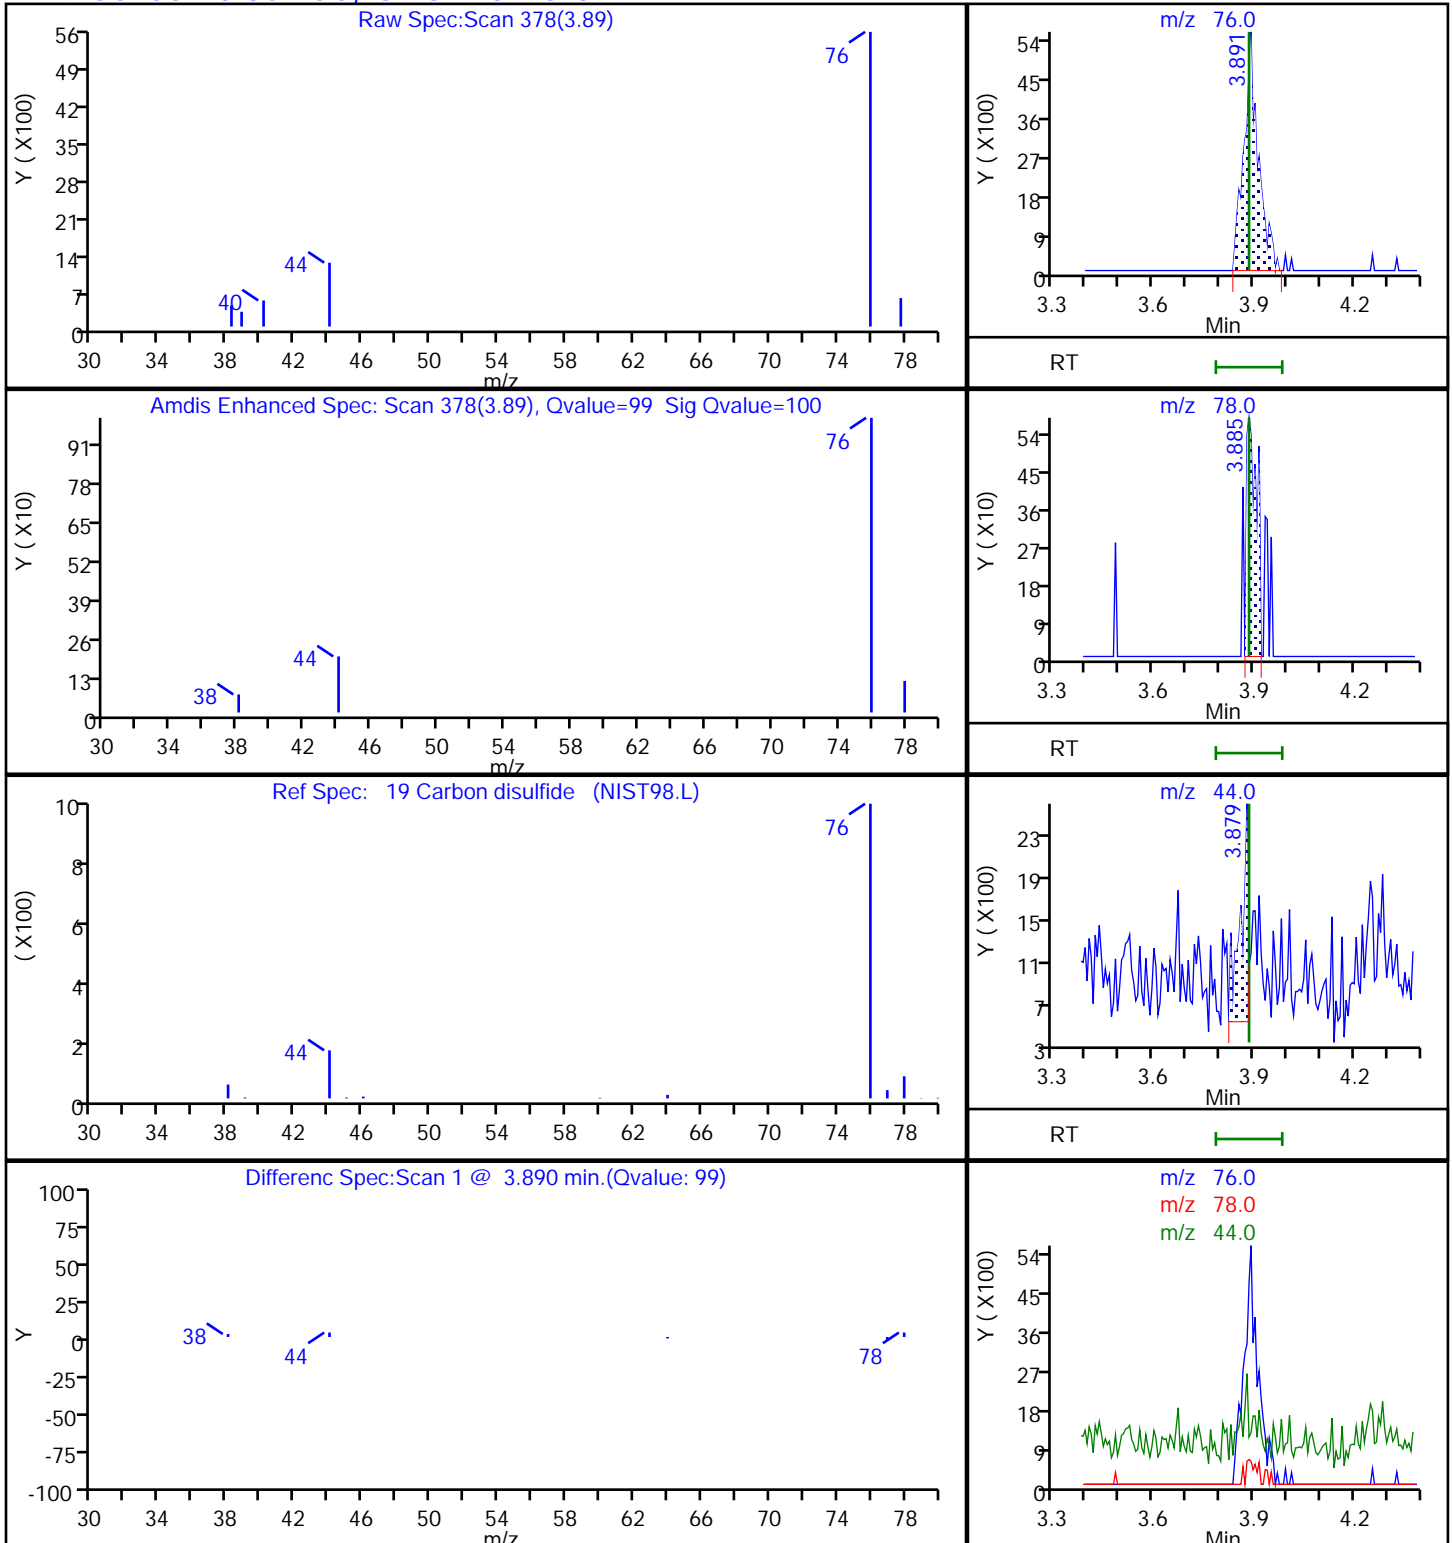 Raw Spec:Scan 378(3.89)
Y ( X100)
56
49
42
35
28
21
14
7
0
76
44
40
30 34 38 42 46 50 54 58 62 66 70 74 78
m/z
m/z 76.0
Y ( X100)
54
45
36
27
18
9
0
3.891
3.3 3.6 3.9 4.2
Min
RT
Amdis Enhanced Spec: Scan 378(3.89), Qvalue=99 Sig Qvalue=100
Y ( X10)
91
78
65
52
39
26
13
0
76
44
38
30 34 38 42 46 50 54 58 62 66 70 74 78
m/z
m/z 78.0
Y ( X10)
54
45
36
27
18
9
0
3.885
3.3 3.6 3.9 4.2
Min
RT
Ref Spec: 19 Carbon disulfide (NIST98.L)
( X100)
10
8
6
4
2
0
76
44
30 34 38 42 46 50 54 58 62 66 70 74 78
m/z 44.0
Y ( X100)
23
19
15
11
7
3
3.879
3.3 3.6 3.9 4.2
Min
RT
Differenc Spec:Scan 1 @ 3.890 min.(Qvalue: 99)
Y
100
75
50
25
0
-25
-50
-75
-100
38
44
78
30 34 38 42 46 50 54 58 62 66 70 74 78
m/z
m/z 76.0
m/z 78.0
m/z 44.0
Y ( X100)
54
45
36
27
18
9
0
3.3 3.6 3.9 4.2
Min